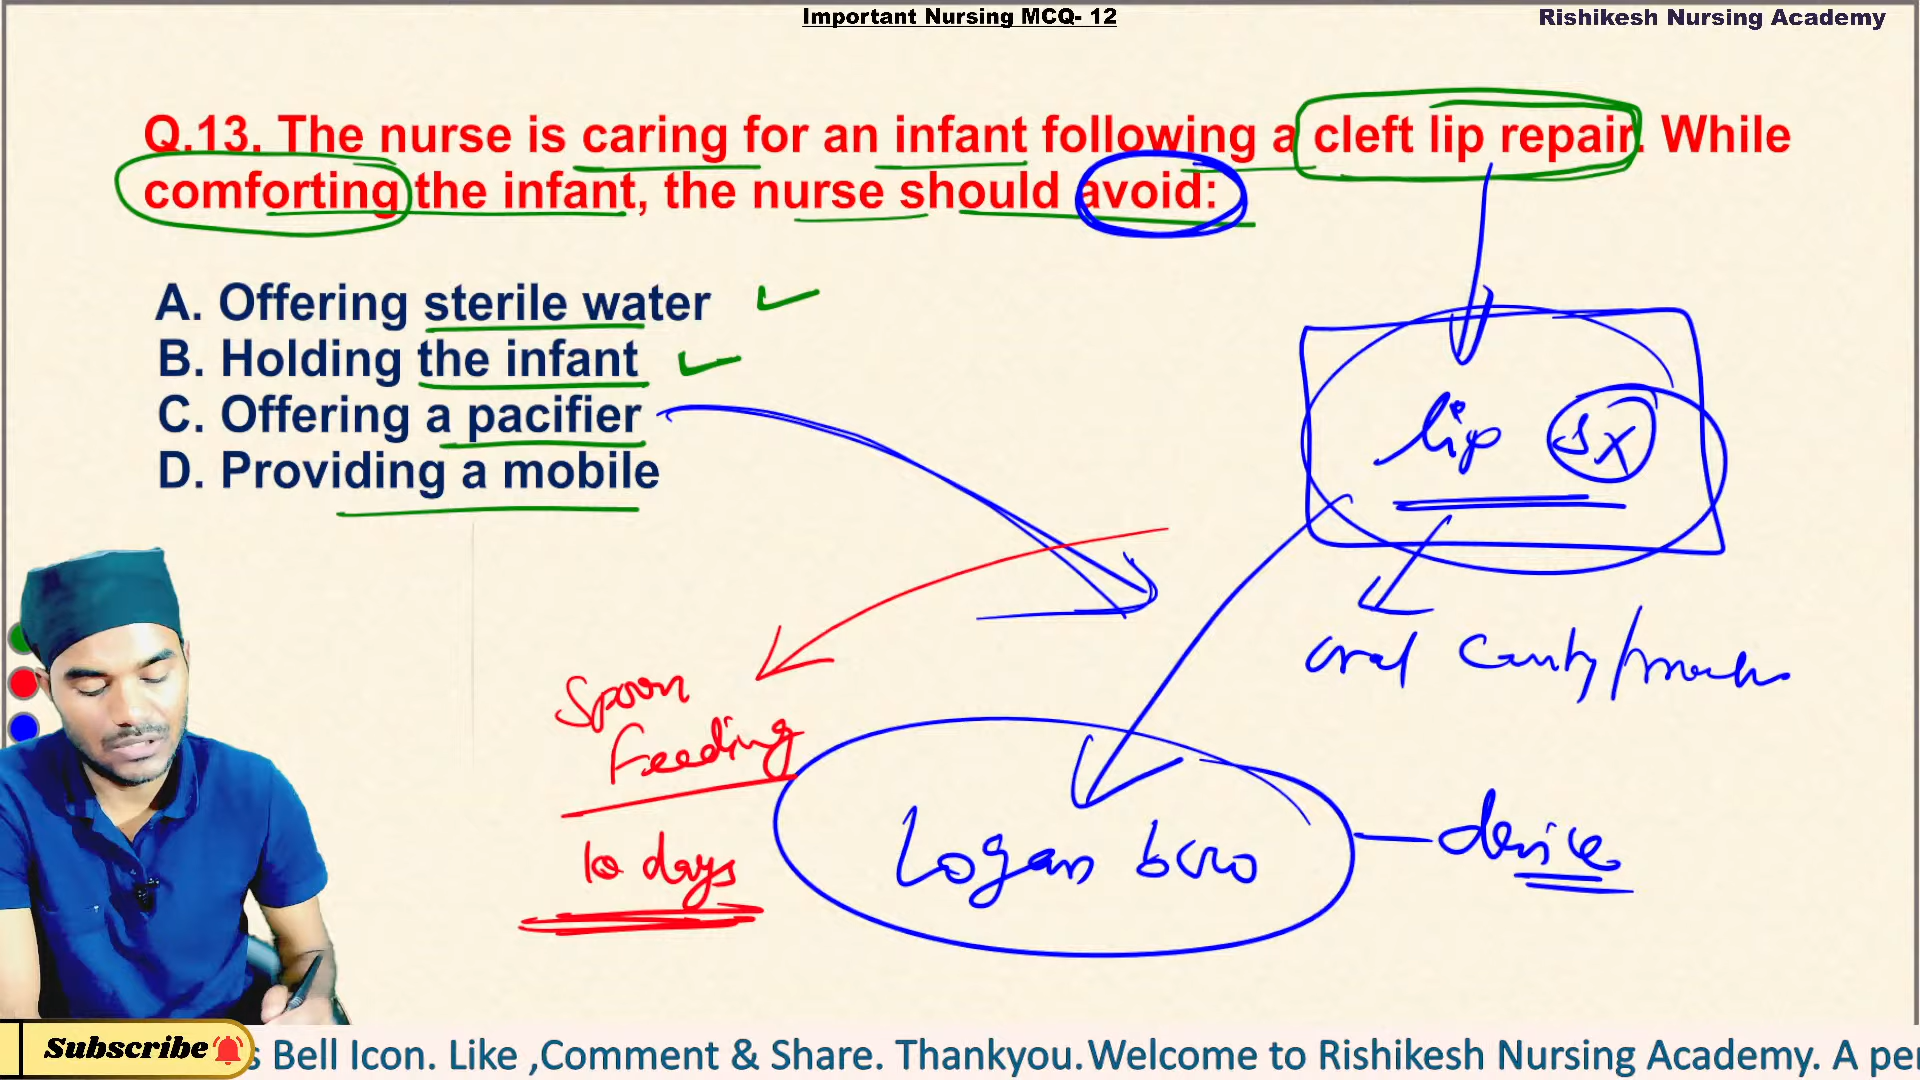 Important Nursing MCQ- 12
Rishikesh Nursing Academy
Q.13. The nurse is caring for an infant following a cleft lip repair. While
comforting the infant, the nurse should avoid:
A. Offering sterile water
B. Holding the infant
C. Offering a pacifier
D. Providing a mobile
lip sx
oral cavity/
Spoon
Feeding
10 days
Logan bow
device
Subscribe
s Bell Icon. Like ,Comment & Share. Thankyou.Welcome to Rishikesh Nursing Academy. A per